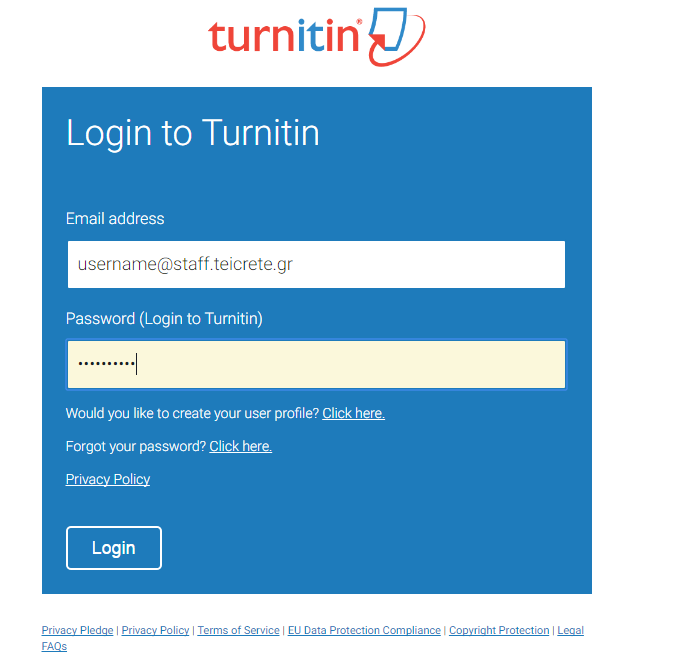 turnitin®
Login to Turnitin
Email address
username@staff.teicrete.gr
Password (Login to Turnitin)
••••••••••
Would you like to create your user profile? Click here.
Forgot your password? Click here.
Privacy Policy
Login
Privacy Pledge | Privacy Policy | Terms of Service | EU Data Protection Compliance | Copyright Protection | Legal
FAQs